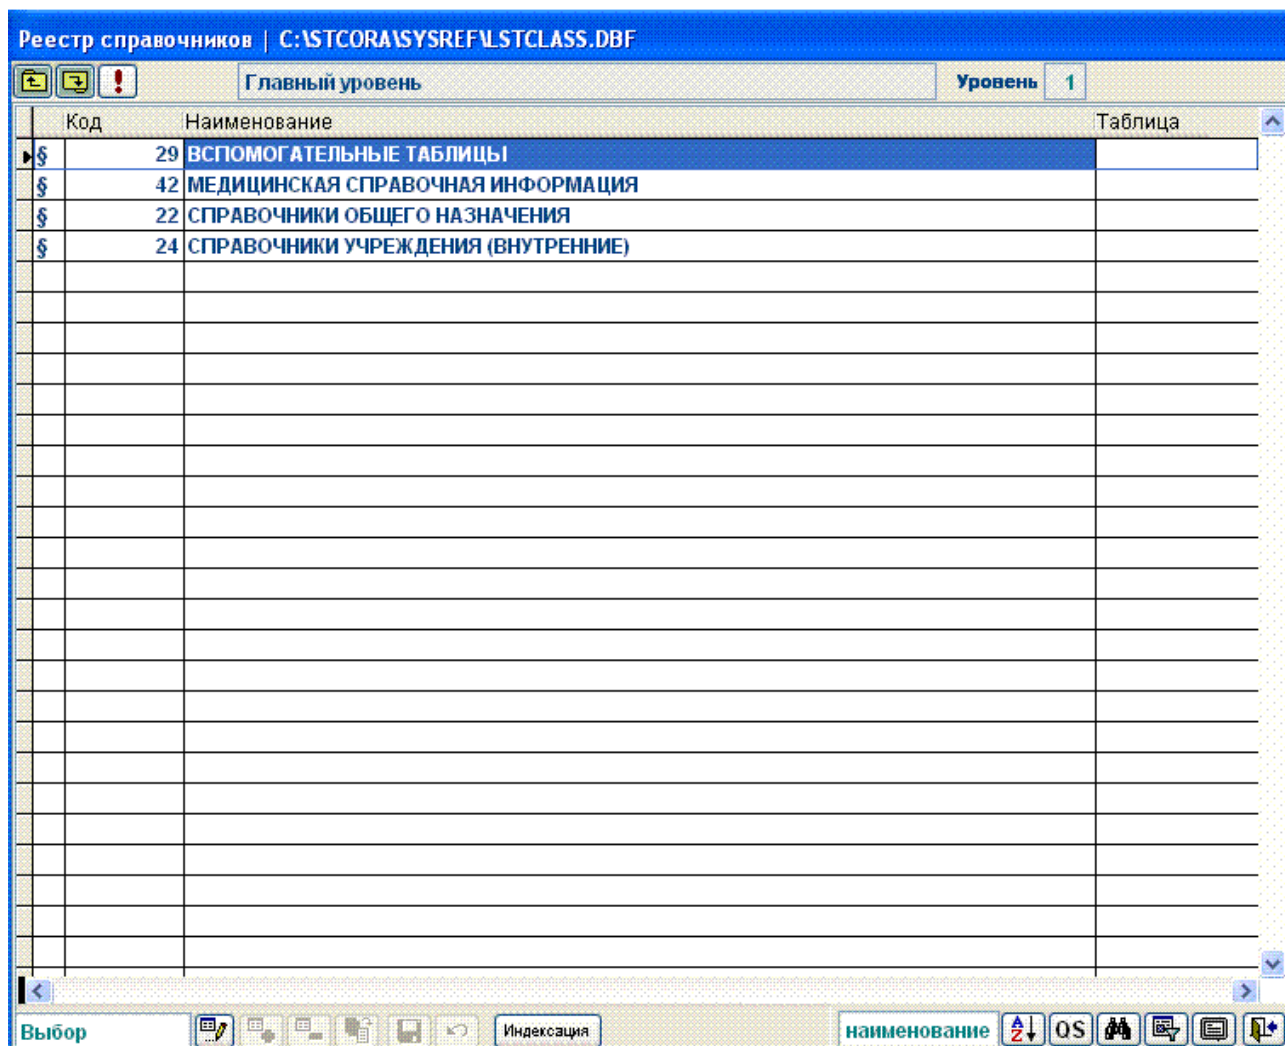 Реестр справочников | C:\STCORA\SYSREF\LSTCLASS.DBF
Главный уровень Уровень 1
Код Наименование Таблица
§ 29 ВСПОМОГАТЕЛЬНЫЕ ТАБЛИЦЫ
§ 42 МЕДИЦИНСКАЯ СПРАВОЧНАЯ ИНФОРМАЦИЯ
§ 22 СПРАВОЧНИКИ ОБЩЕГО НАЗНАЧЕНИЯ
§ 24 СПРАВОЧНИКИ УЧРЕЖДЕНИЯ (ВНУТРЕННИЕ)
Выбор Индексация наименование AZ QS